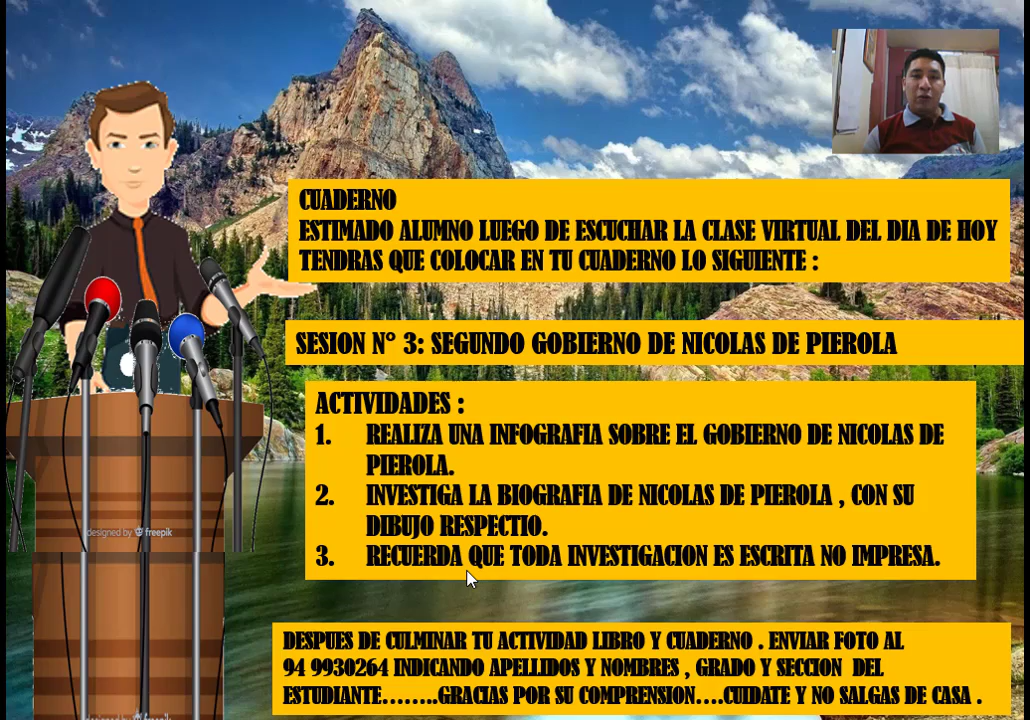 CUADERNO
ESTIMADO ALUMNO LUEGO DE ESCUCHAR LA CLASE VIRTUAL DEL DIA DE HOY
TENDRAS QUE COLOCAR EN TU CUADERNO LO SIGUIENTE :
SESION N° 3: SEGUNDO GOBIERNO DE NICOLAS DE PIEROLA
ACTIVIDADES :
1. REALIZA UNA INFOGRAFIA SOBRE EL GOBIERNO DE NICOLAS DE
PIEROLA.
2. INVESTIGA LA BIOGRAFIA DE NICOLAS DE PIEROLA , CON SU
DIBUJO RESPECTIO.
3. RECUERDA QUE TODA INVESTIGACION ES ESCRITA NO IMPRESA.
designed by freepik
DESPUES DE CULMINAR TU ACTIVIDAD LIBRO Y CUADERNO . ENVIAR FOTO AL
94 9930264 INDICANDO APELLIDOS Y NOMBRES , GRADO Y SECCION DEL
ESTUDIANTE........GRACIAS POR SU COMPRENSION....CUIDATE Y NO SALGAS DE CASA .
designed by freepik